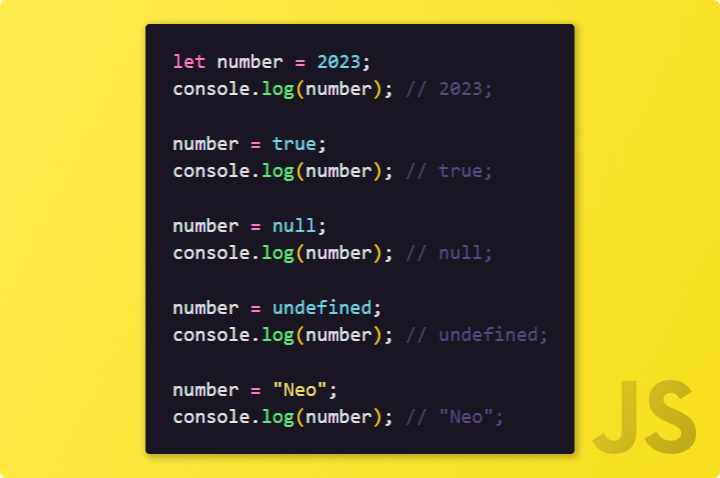 let number = 2023;
console.log(number); // 2023;
number = true;
console.log(number); // true;
number = null;
console.log(number); // null;
number = undefined;
console.log(number); // undefined;
number = "Neo";
console.log(number); // "Neo";
JS